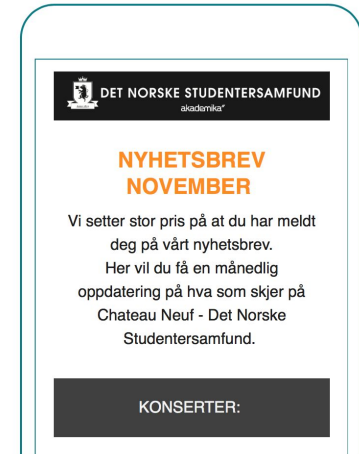 DET NORSKE STUDENTERSAMFUND
akademika
NYHETSBREV
NOVEMBER
Vi setter stor pris på at du har meldt
deg på vårt nyhetsbrev.
Her vil du få en månedlig
oppdatering på hva som skjer på
Chateau Neuf - Det Norske
Studentersamfund.
KONSERTER: